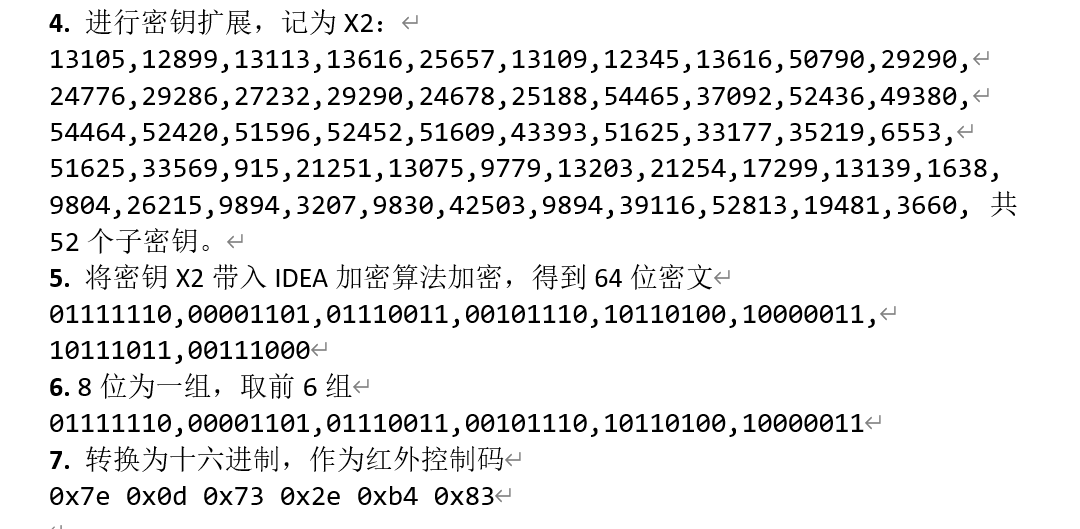 4. 进行密钥扩展，记为 X2：
13105,12899,13113,13616,25657,13109,12345,13616,50790,29290,
24776,29286,27232,29290,24678,25188,54465,37092,52436,49380,
54464,52420,51596,52452,51609,43393,51625,33177,35219,6553,
51625,33569,915,21251,13075,9779,13203,21254,17299,13139,1638,
9804,26215,9894,3207,9830,42503,9894,39116,52813,19481,3660, 共
52 个子密钥。
5. 将密钥 X2 带入 IDEA 加密算法加密，得到 64 位密文
01111110,00001101,01110011,00101110,10110100,10000011,
10111011,00111000
6. 8 位为一组，取前 6 组
01111110,00001101,01110011,00101110,10110100,10000011
7. 转换为十六进制，作为红外控制码
0x7e 0x0d 0x73 0x2e 0xb4 0x83